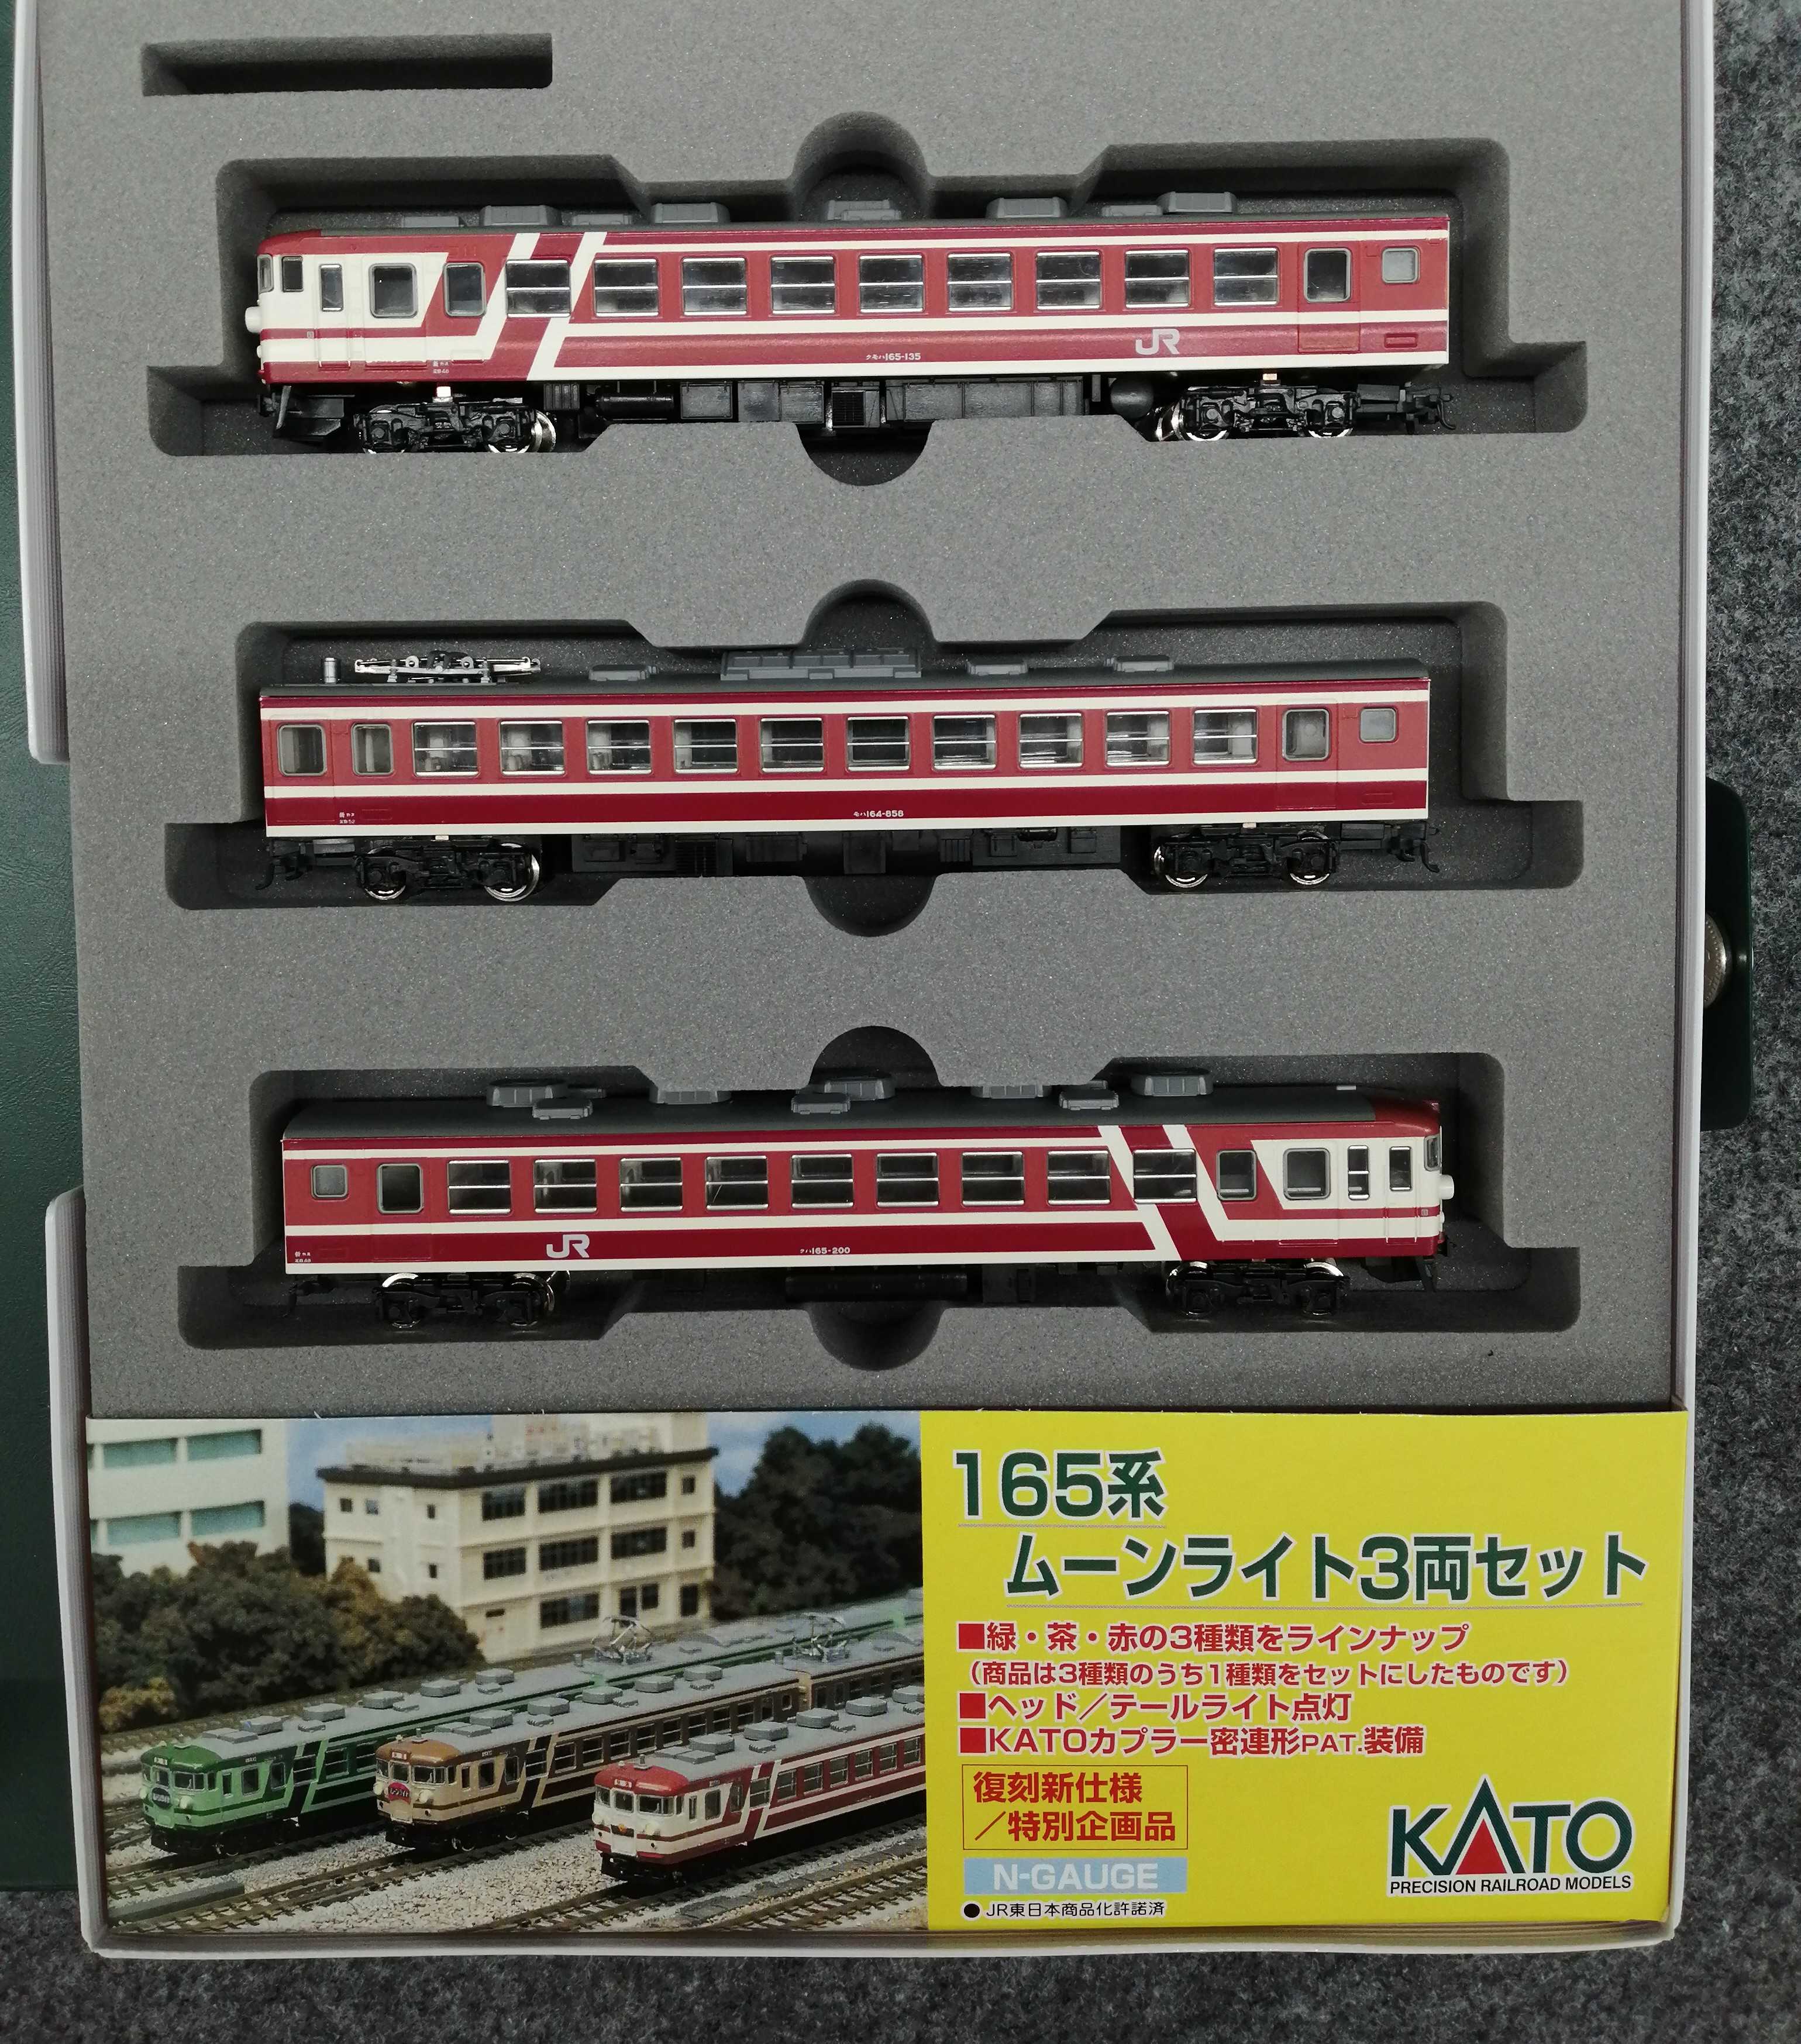 JR
クモハ165-135
モハ164-858
JR
クハ165-200
165系
ムーンライト3両セット
■緑・茶・赤の3種類をラインナップ
（商品は3種類のうち1種類をセットにしたものです）
■ヘッド／テールライト点灯
■KATOカプラー密連形PAT.装備
復刻新仕様
／特別企画品
N-GAUGE
●JR東日本商品化許諾済
KATO
PRECISION RAILROAD MODELS